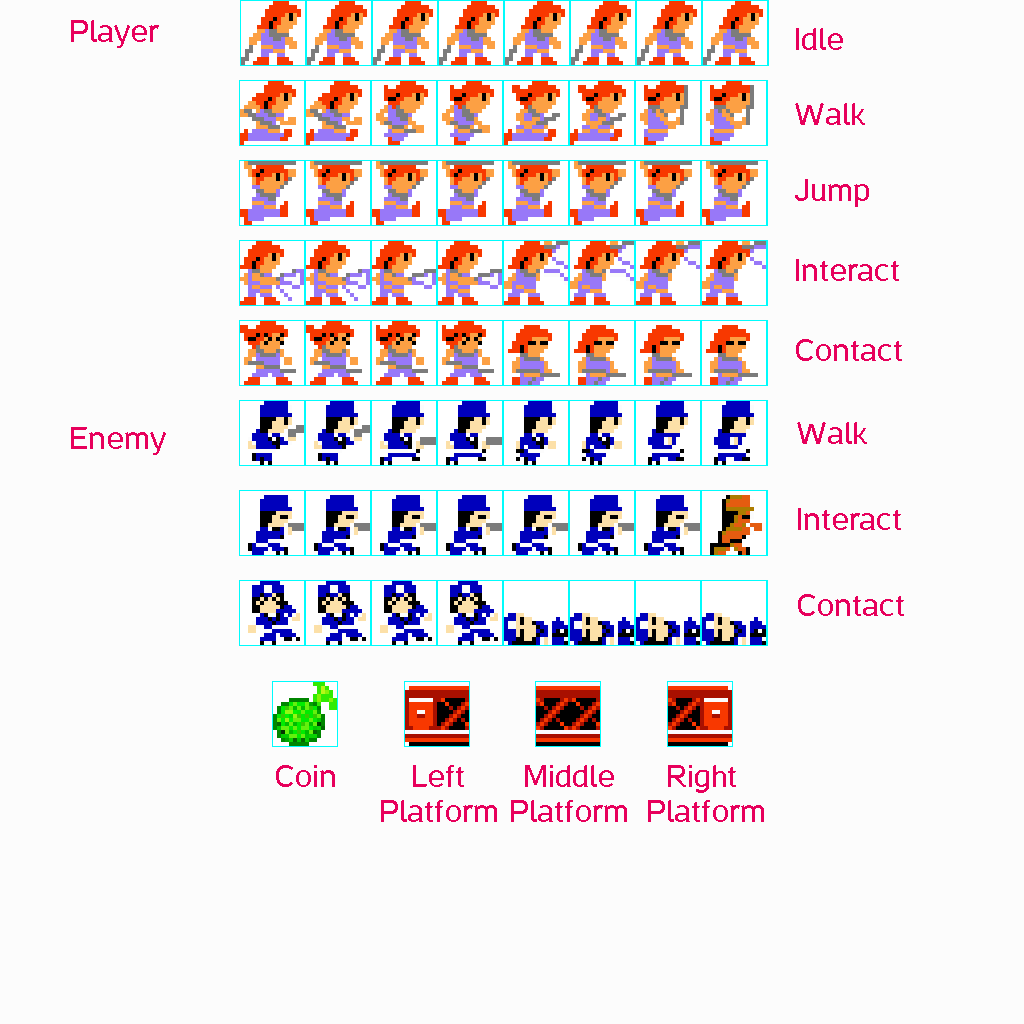 Player
Idle
Walk
Jump
Interact
Contact
Enemy
Walk
Interact
Contact
Coin
Left
Platform
Middle
Platform
Right
Platform